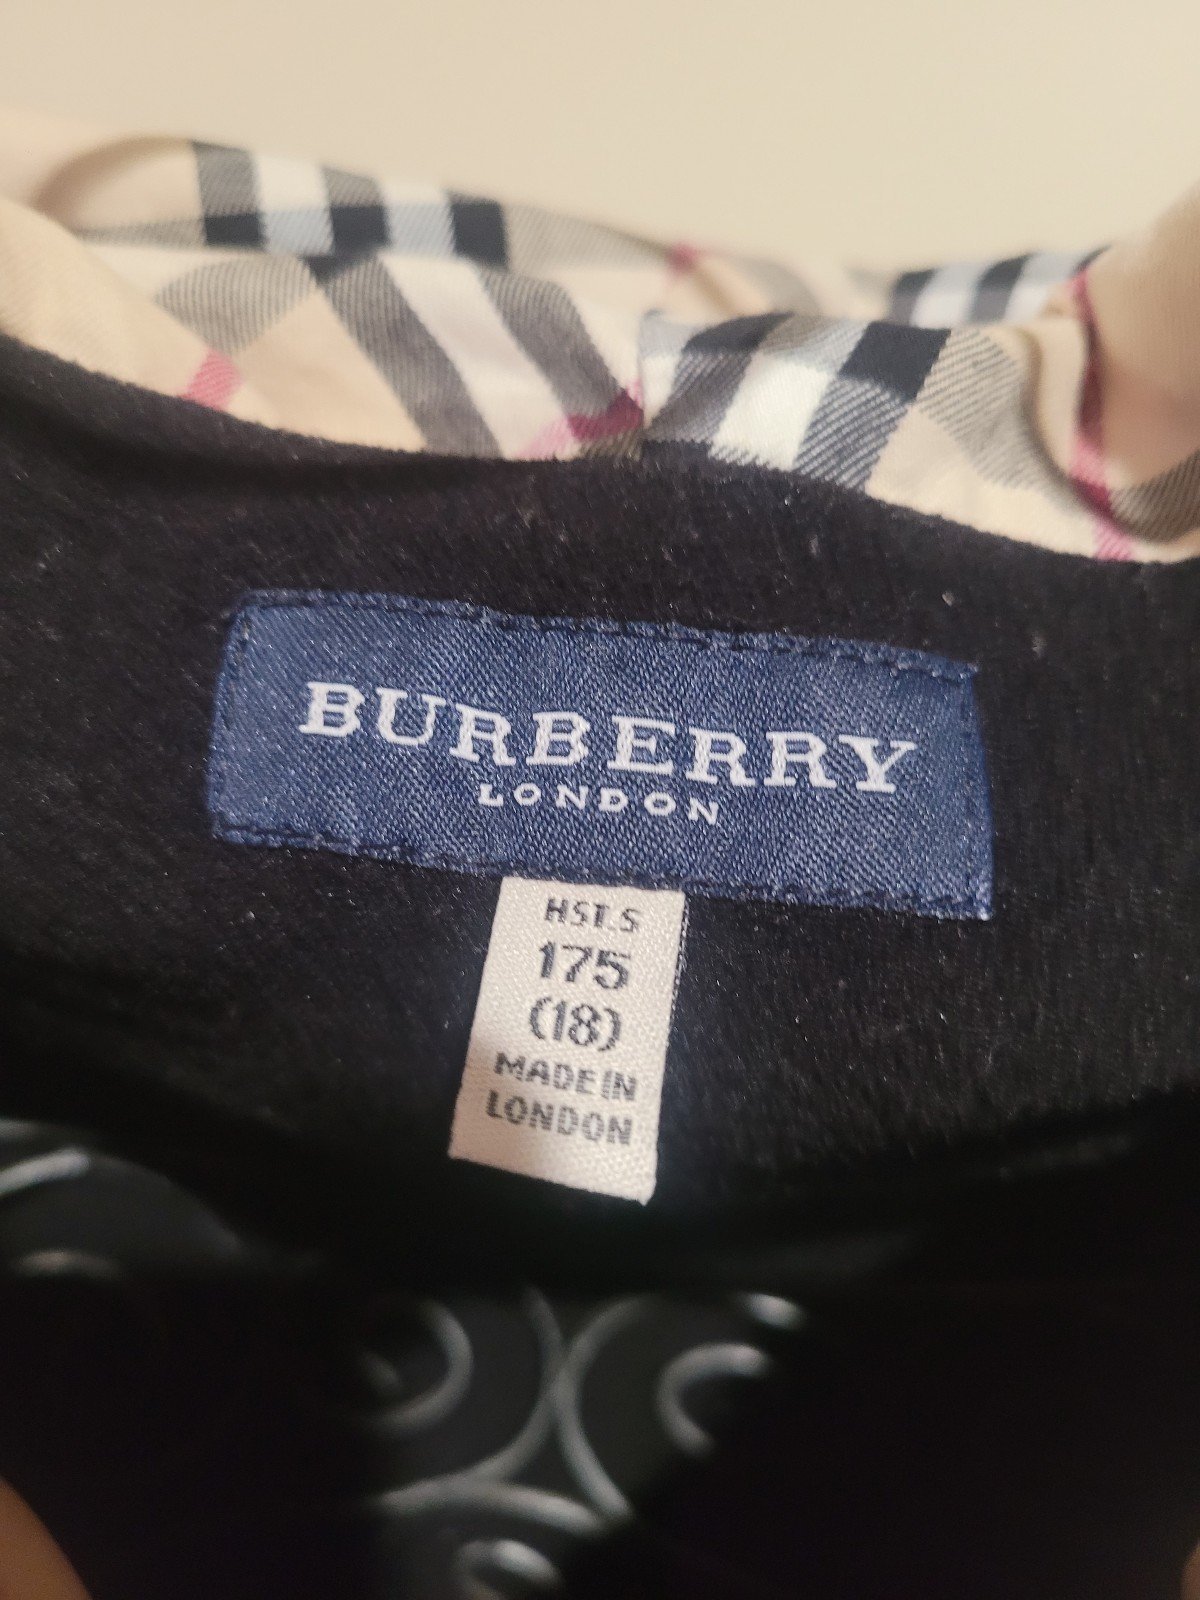 BURBERRY
LONDON
HST.S
175
(18)
MADE IN
LONDON